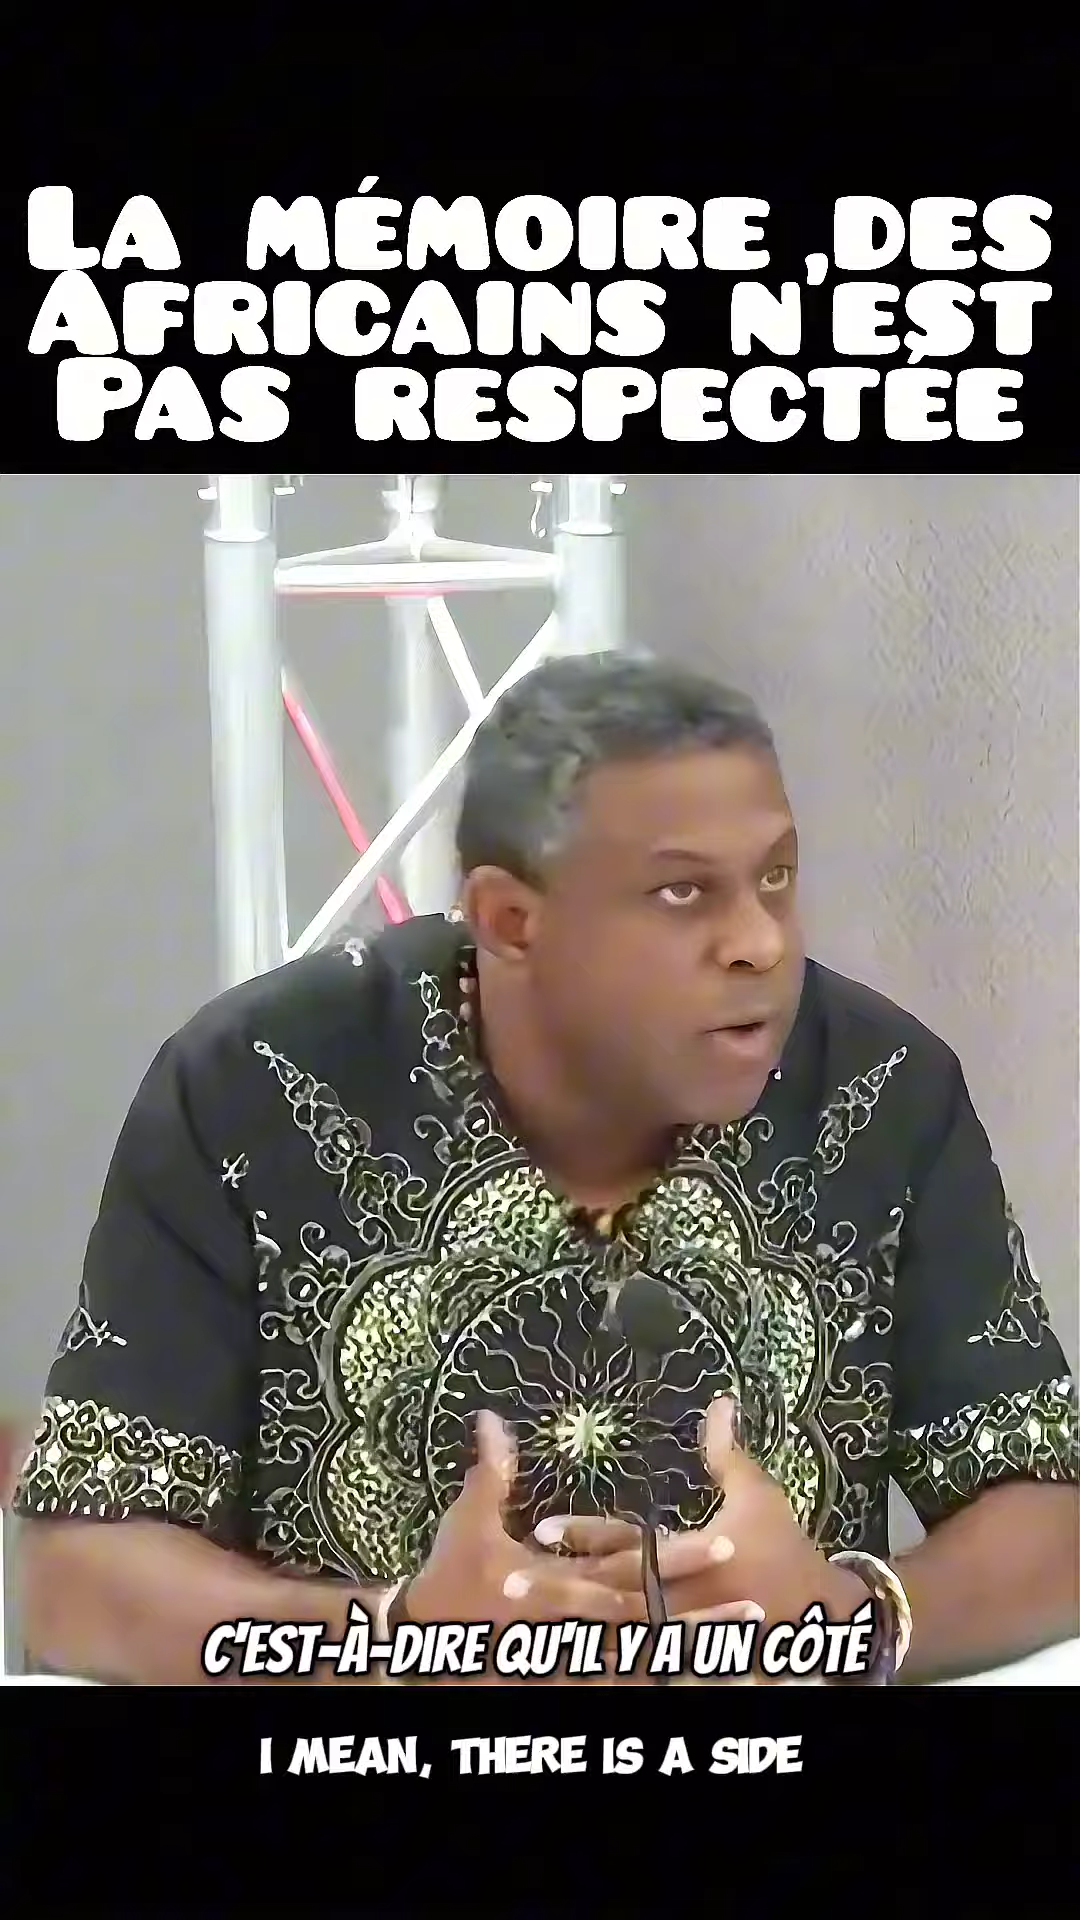 La mémoire des
Africains n'est
Pas respectée
C'EST-À-DIRE QU'IL Y A UN CÔTÉ
I MEAN, THERE IS A SIDE